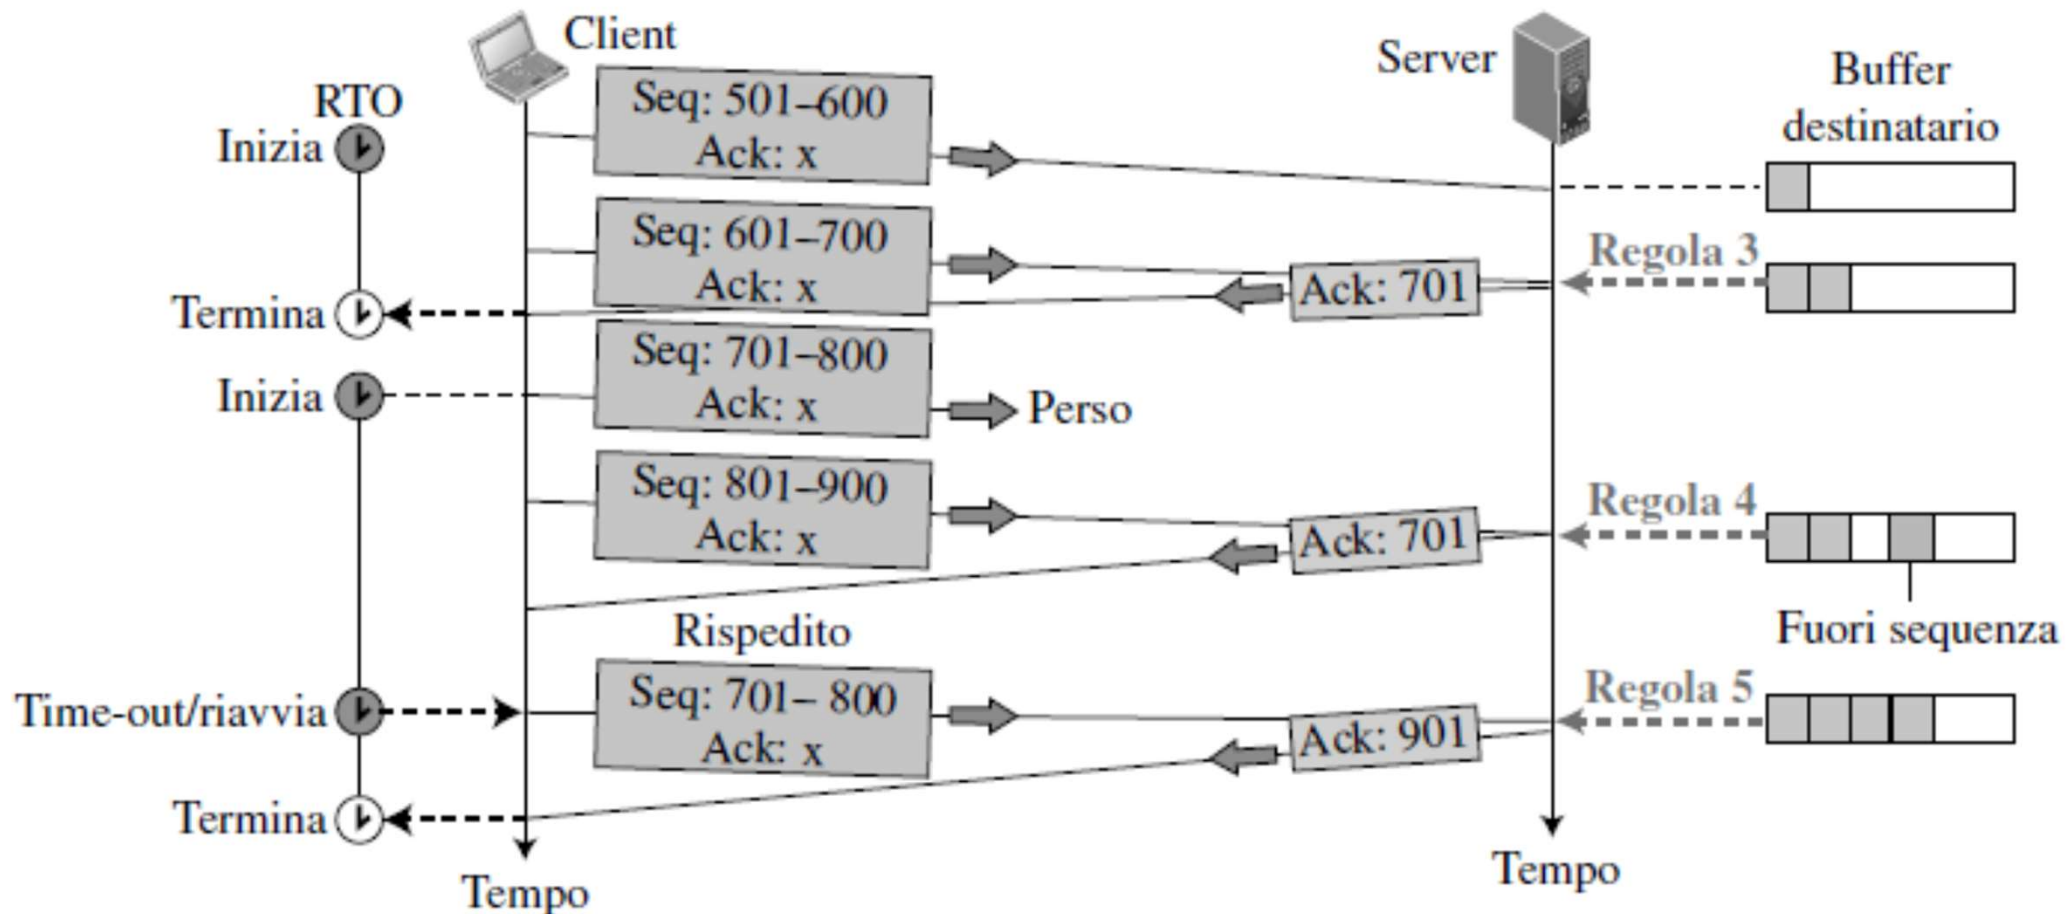 Client
Server
Buffer
destinatario
RTO
Inizia
Seq: 501–600
Ack: x
Seq: 601–700
Ack: x
Regola 3
Ack: 701
Termina
Seq: 701–800
Ack: x
Inizia
Perso
Seq: 801–900
Ack: x
Regola 4
Ack: 701
Fuori sequenza
Rispedito
Regola 5
Time-out/riavvia
Seq: 701– 800
Ack: x
Ack: 901
Termina
Tempo
Tempo